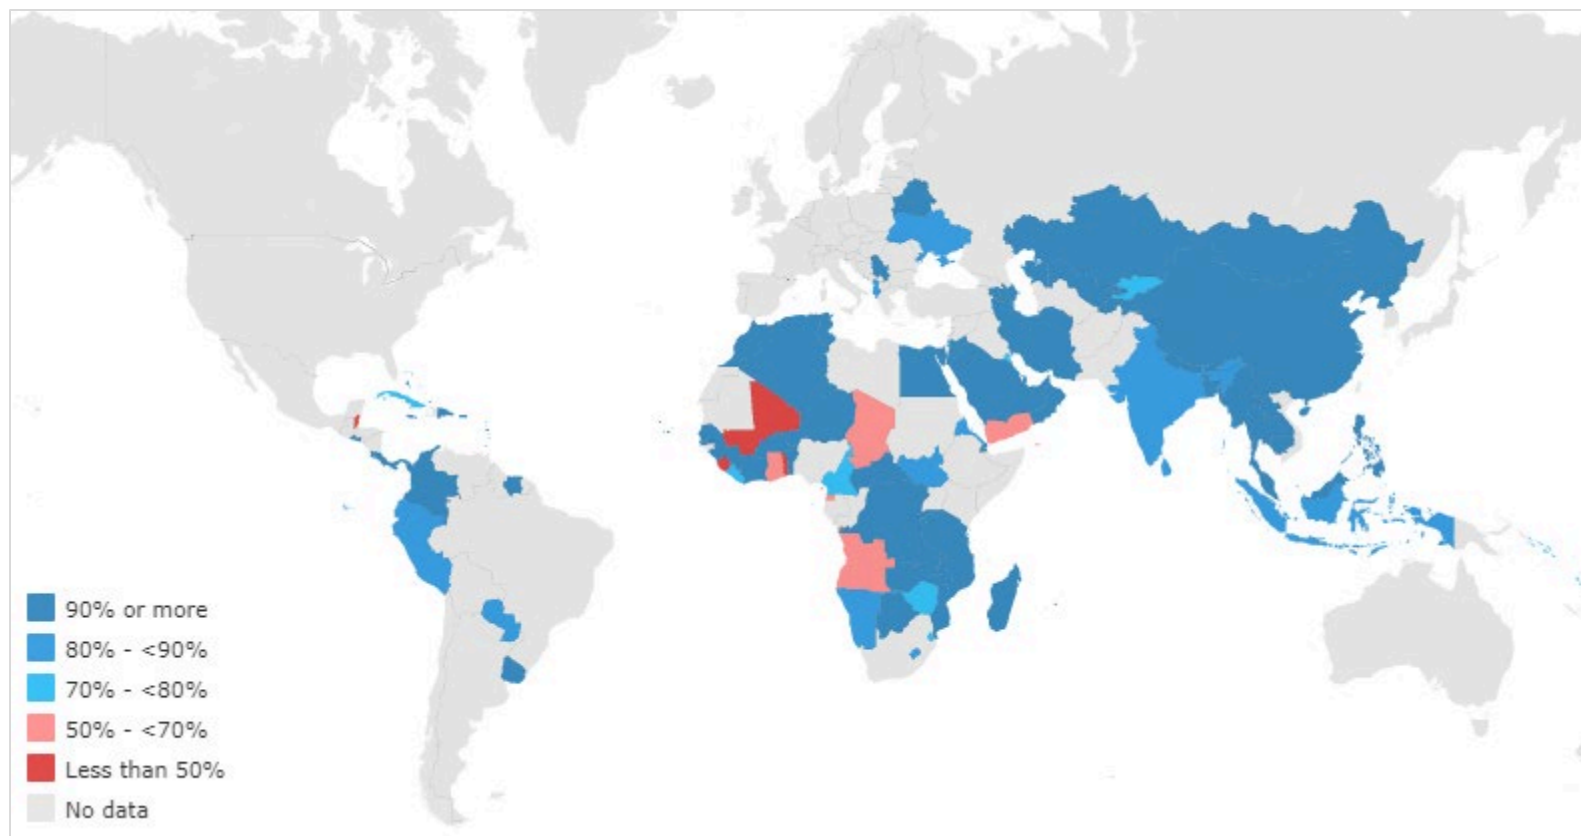 90% or more
80% - <90%
70% - <80%
50% - <70%
Less than 50%
No data